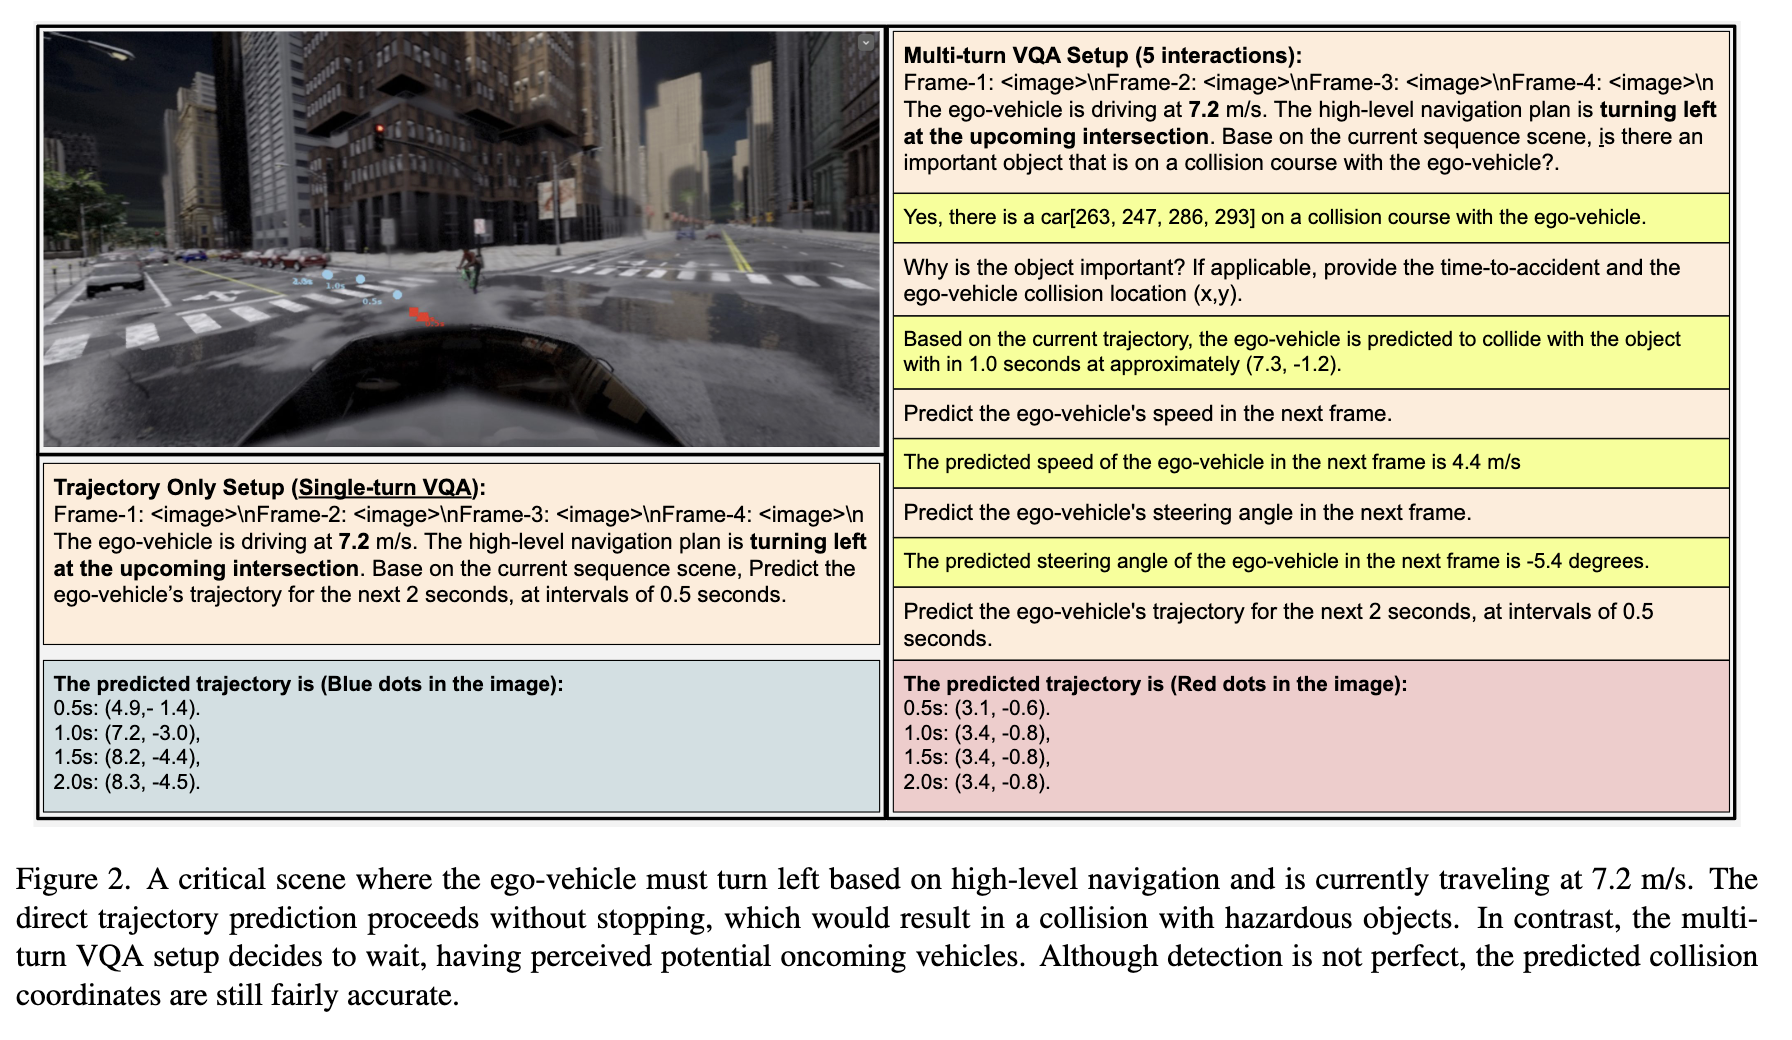 2.0s 1.0s
0.5s
Trajectory Only Setup (Single-turn VQA):
Frame-1: <image>\nFrame-2: <image>\nFrame-3: <image>\nFrame-4: <image>\n
The ego-vehicle is driving at 7.2 m/s. The high-level navigation plan is turning left
at the upcoming intersection. Base on the current sequence scene, Predict the
ego-vehicle's trajectory for the next 2 seconds, at intervals of 0.5 seconds.
The predicted trajectory is (Blue dots in the image):
0.5s: (4.9,- 1.4).
1.0s: (7.2, -3.0),
1.5s: (8.2, -4.4),
2.0s: (8.3, -4.5).
Multi-turn VQA Setup (5 interactions):
Frame-1: <image>\nFrame-2: <image>\nFrame-3: <image>\nFrame-4: <image>\n
The ego-vehicle is driving at 7.2 m/s. The high-level navigation plan is turning left
at the upcoming intersection. Base on the current sequence scene, is there an
important object that is on a collision course with the ego-vehicle?.
Yes, there is a car[263, 247, 286, 293] on a collision course with the ego-vehicle.
Why is the object important? If applicable, provide the time-to-accident and the
ego-vehicle collision location (x,y).
Based on the current trajectory, the ego-vehicle is predicted to collide with the object
with in 1.0 seconds at approximately (7.3, -1.2).
Predict the ego-vehicle's speed in the next frame.
The predicted speed of the ego-vehicle in the next frame is 4.4 m/s
Predict the ego-vehicle's steering angle in the next frame.
The predicted steering angle of the ego-vehicle in the next frame is -5.4 degrees.
Predict the ego-vehicle's trajectory for the next 2 seconds, at intervals of 0.5
seconds.
The predicted trajectory is (Red dots in the image):
0.5s: (3.1, -0.6).
1.0s: (3.4, -0.8),
1.5s: (3.4, -0.8),
2.0s: (3.4, -0.8).
Figure 2. A critical scene where the ego-vehicle must turn left based on high-level navigation and is currently traveling at 7.2 m/s. The
direct trajectory prediction proceeds without stopping, which would result in a collision with hazardous objects. In contrast, the multi-
turn VQA setup decides to wait, having perceived potential oncoming vehicles. Although detection is not perfect, the predicted collision
coordinates are still fairly accurate.